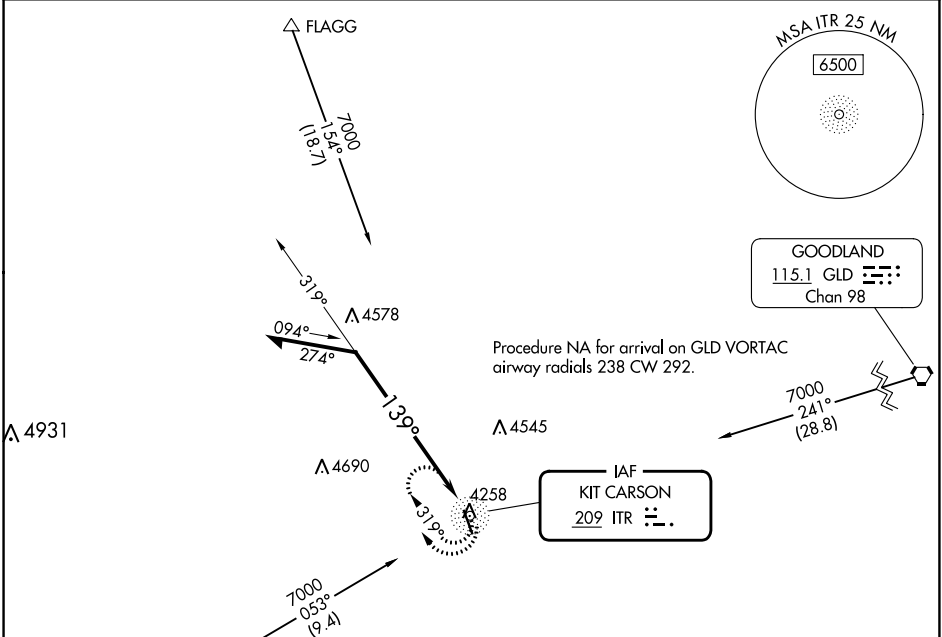 FLAGG
MSA ITR 25 NM
6500
7000
154°
(18.7)
GOODLAND
115.1 GLD
Chan 98
319°
4578
094°
274°
Procedure NA for arrival on GLD VORTAC
airway radials 238 CW 292.
7000
241°
(28.8)
139°
4931
4545
4690
IAF
KIT CARSON
209 ITR
4258
319°
7000
053°
(9.4)